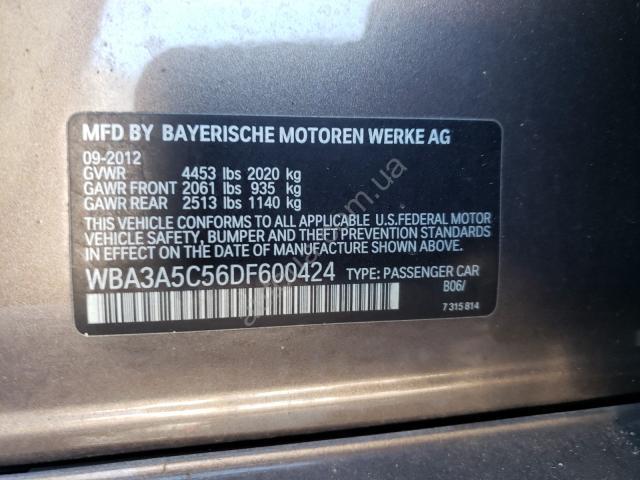 MFD BY BAYERISCHE MOTOREN WERKE AG
09-2012
GVWR 4453 lbs 2020 kg
GAWR FRONT 2061 lbs 935 kg
GAWR REAR 2513 lbs 1140 kg
THIS VEHICLE CONFORMS TO ALL APPLICABLE U.S.FEDERAL MOTOR
VEHICLE SAFETY, BUMPER AND THEFT PREVENTION STANDARDS
IN EFFECT ON THE DATE OF MANUFACTURE SHOWN ABOVE.
WBA3A5C56DF600424 TYPE: PASSENGER CAR
B06/
7 315 814